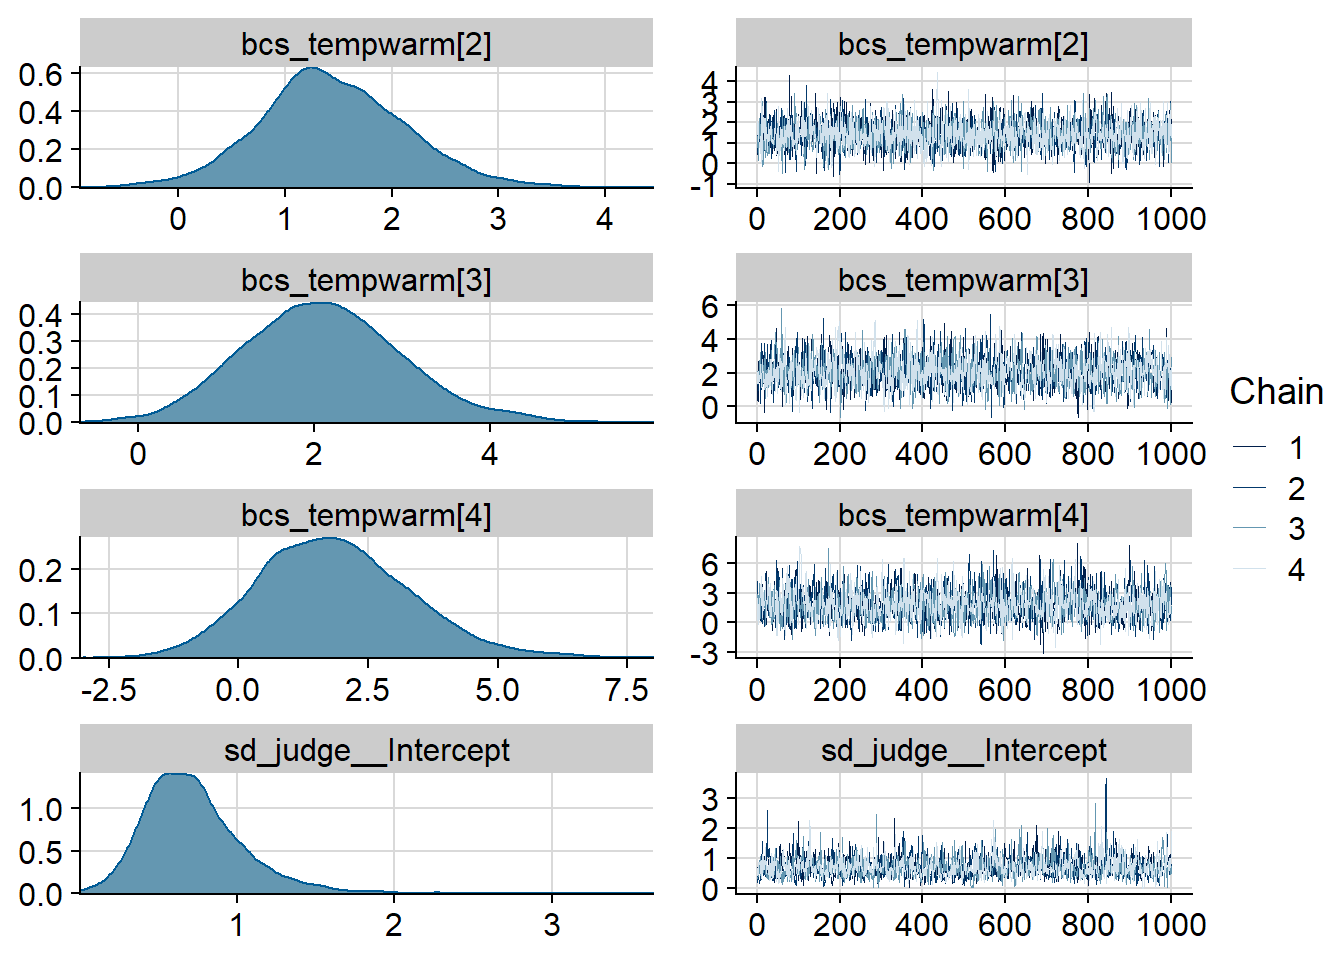 bcs_tempwarm[2]
0.6
0.4
0.2
0.0
0 1 2 3 4
bcs_tempwarm[2]
4
3
2
1
0
-1
0 200 400 600 800 1000
bcs_tempwarm[3]
0.4
0.3
0.2
0.1
0.0
0 2 4
bcs_tempwarm[3]
6
4
2
0
0 200 400 600 800 1000
bcs_tempwarm[4]
0.2
0.1
0.0
-2.5 0.0 2.5 5.0 7.5
bcs_tempwarm[4]
6
3
0
-3
0 200 400 600 800 1000
sd_judge__Intercept
1.0
0.5
0.0
1 2 3
sd_judge__Intercept
3
2
1
0
0 200 400 600 800 1000
Chain
1
2
3
4